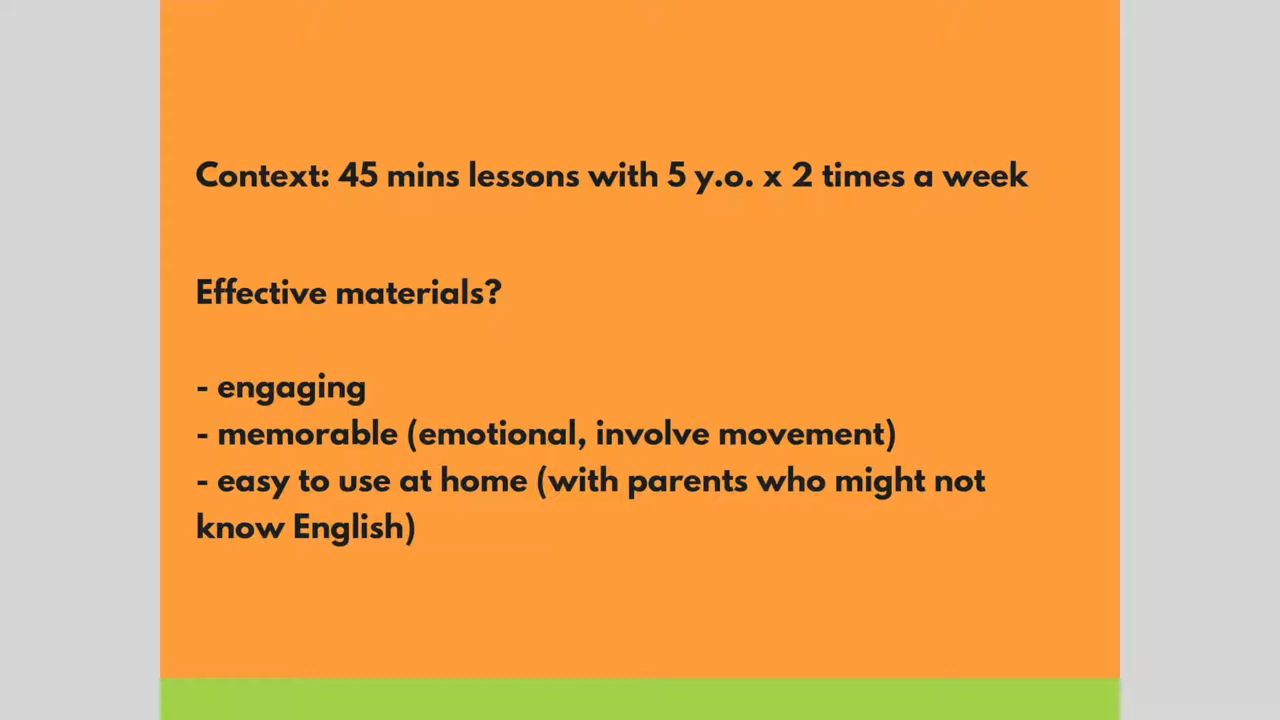 Context: 45 mins lessons with 5 y.o. x 2 times a week
Effective materials?
- engaging
- memorable (emotional, involve movement)
- easy to use at home (with parents who might not
know English)